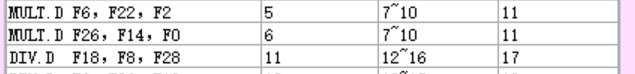 MULT.D F6，F22，F2 5 7~10 11
MULT.D F26，F14，F0 6 7~10 11
DIV.D F18，F8，F28 11 12~16 17